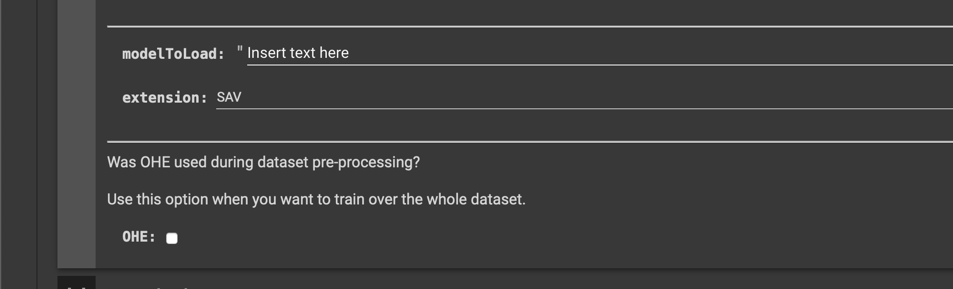 modelToLoad: " Insert text here
extension: SAV
Was OHE used during dataset pre-processing?
Use this option when you want to train over the whole dataset.
OHE: